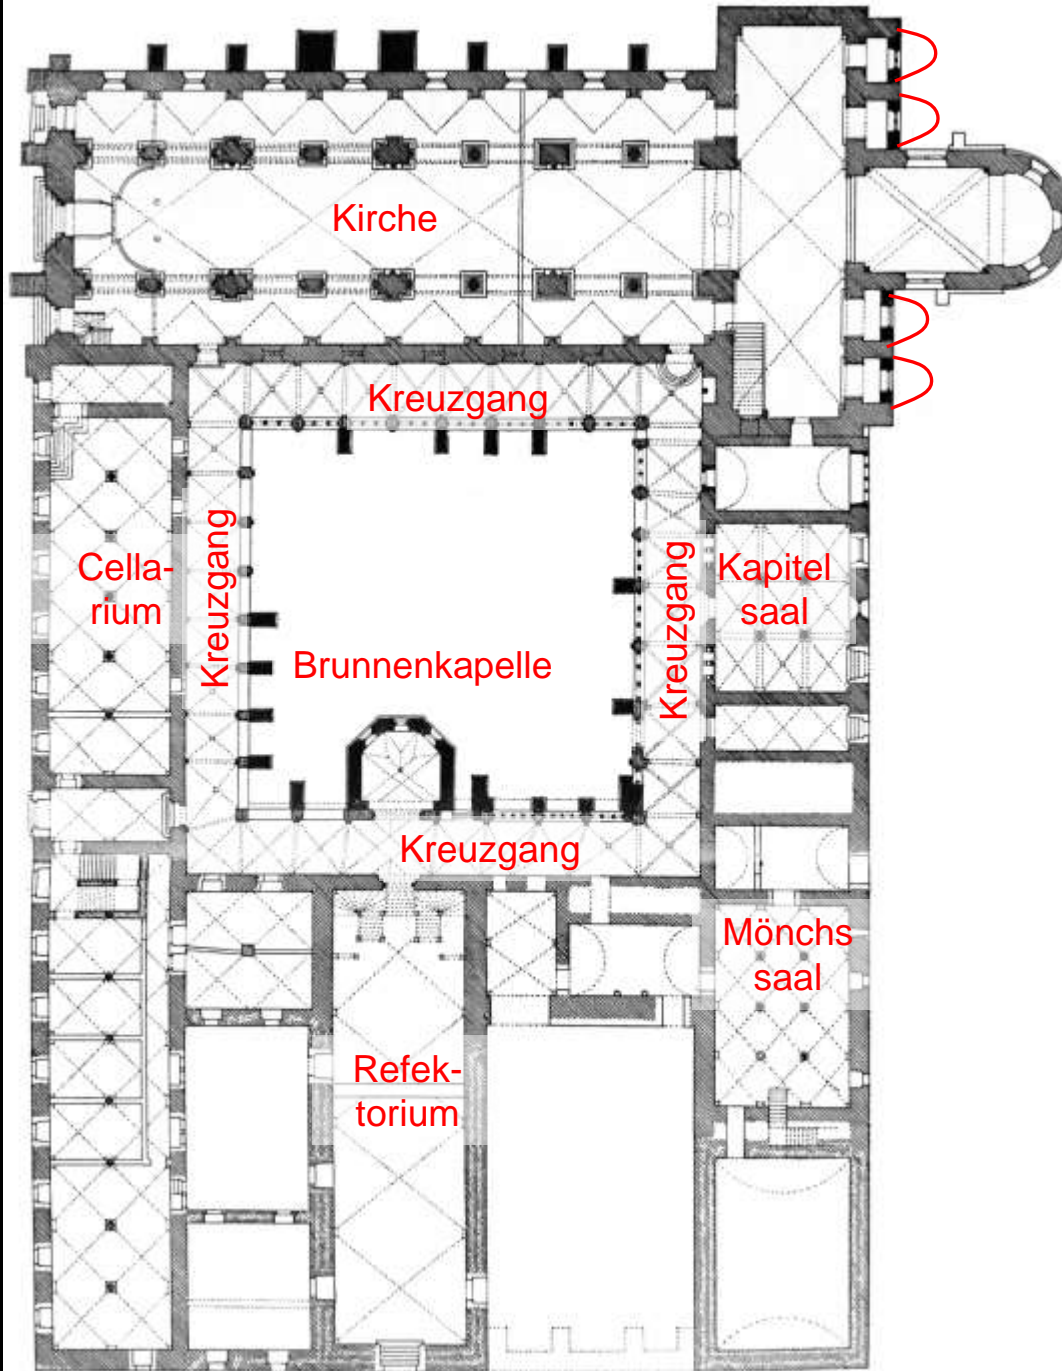 Kirche
Kreuzgang
Kreuzgang
Cella-
rium
Kreuzgang
Kapitel
saal
Brunnenkapelle
Kreuzgang
Mönchs
saal
Refek-
torium